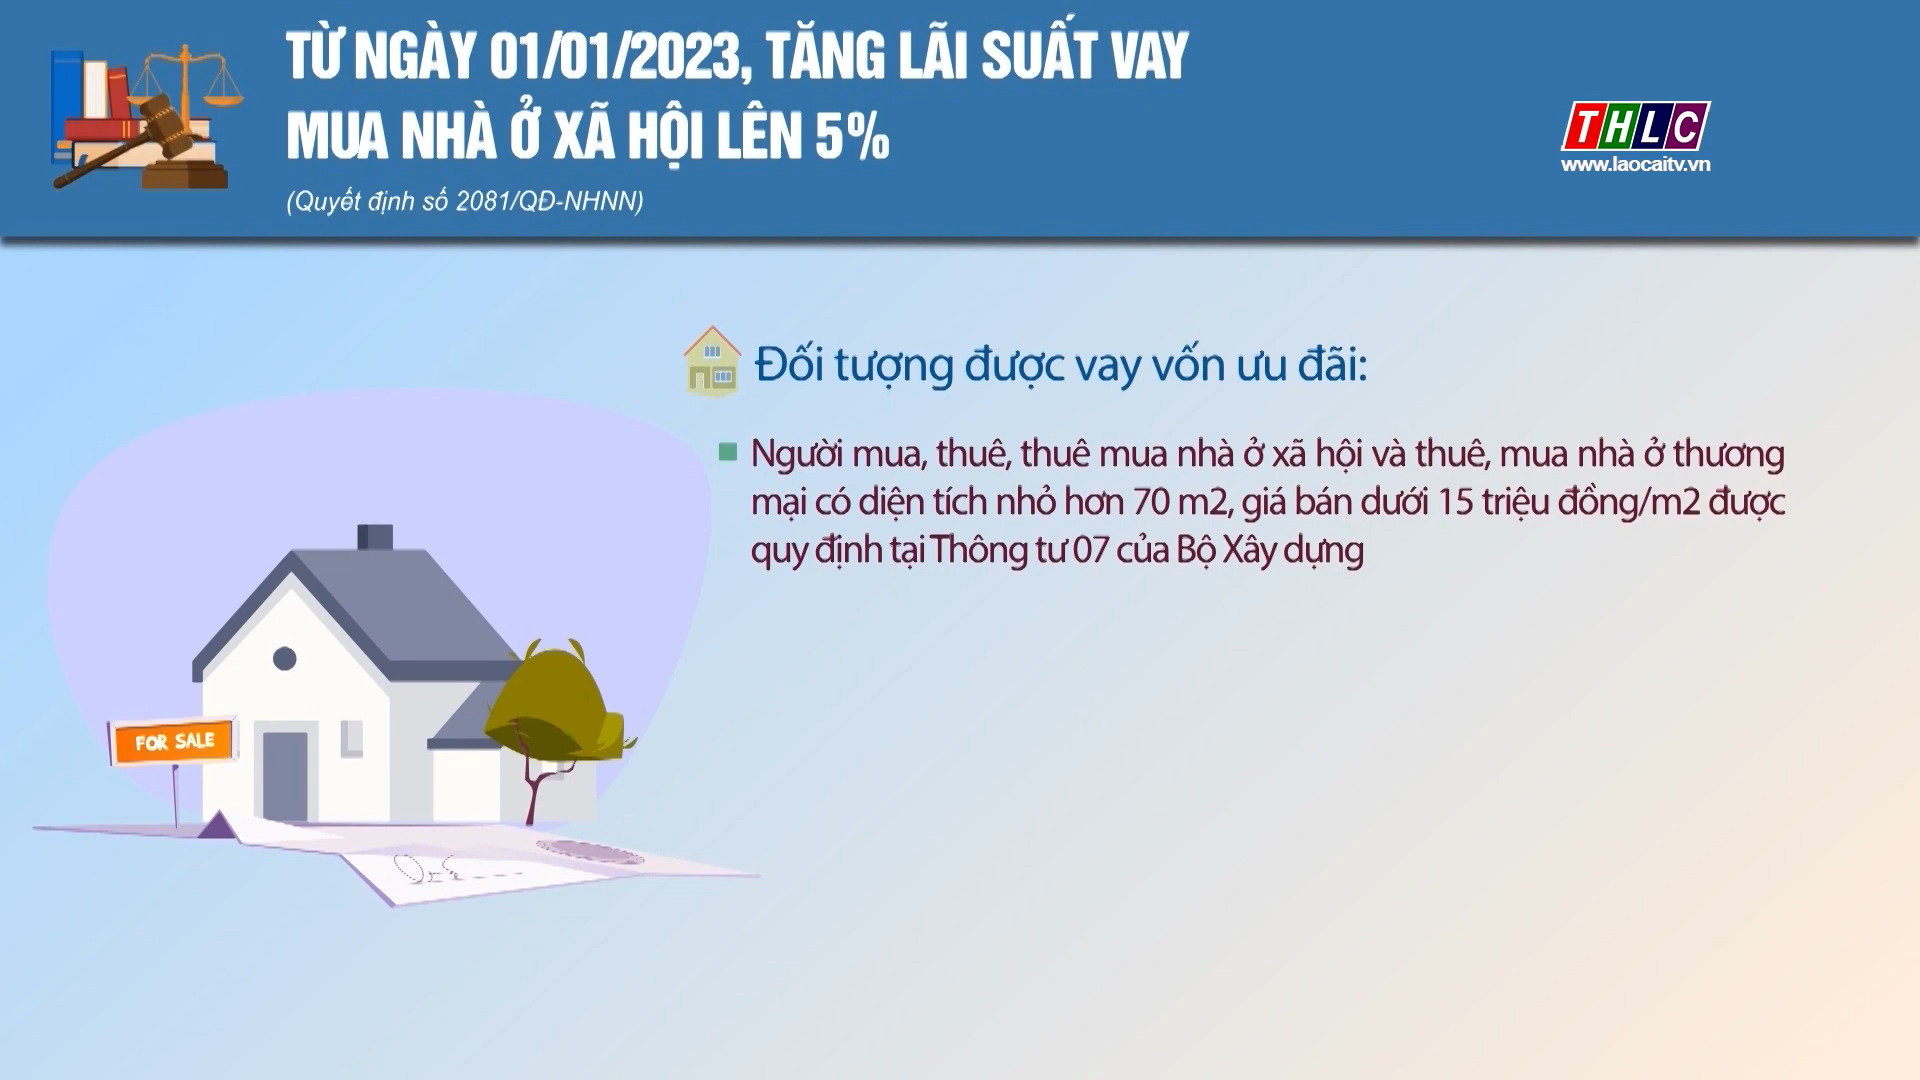 TỪ NGÀY 01/01/2023, TĂNG LÃI SUẤT VAY
MUA NHÀ Ở XÃ HỘI LÊN 5%
(Quyết định số 2081/QĐ-NHNN)
THLC
www.laocaitv.vn
Đối tượng được vay vốn ưu đãi:
Người mua, thuê, thuê mua nhà ở xã hội và thuê, mua nhà ở thương
mại có diện tích nhỏ hơn 70 m2, giá bán dưới 15 triệu đồng/m2 được
quy định tại Thông tư 07 của Bộ Xây dựng
FOR SALE